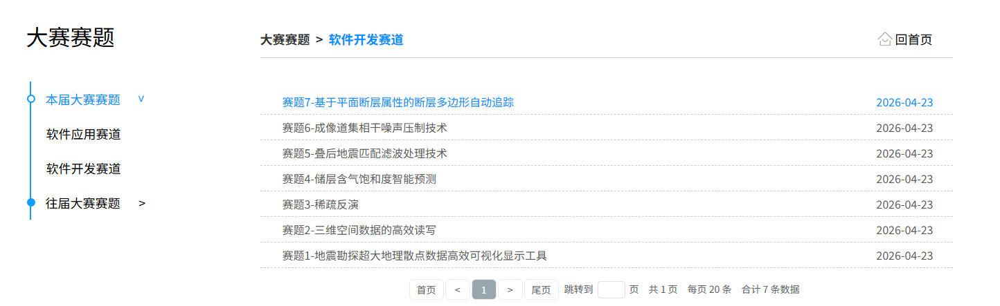 大赛赛题
本届大赛赛题 ˅
软件应用赛道
软件开发赛道
往届大赛赛题 >
大赛赛题 > 软件开发赛道
回首页
赛题7-基于平面断层属性的断层多边形自动追踪 2026-04-23
赛题6-成像道集相干噪声压制技术 2026-04-23
赛题5-叠后地震匹配滤波处理技术 2026-04-23
赛题4-储层含气饱和度智能预测 2026-04-23
赛题3-稀疏反演 2026-04-23
赛题2-三维空间数据的高效读写 2026-04-23
赛题1-地震勘探超大地理散点数据高效可视化显示工具 2026-04-23
首页 < 1 > 尾页 跳转到 页 共 1 页 每页 20 条 合计 7 条数据